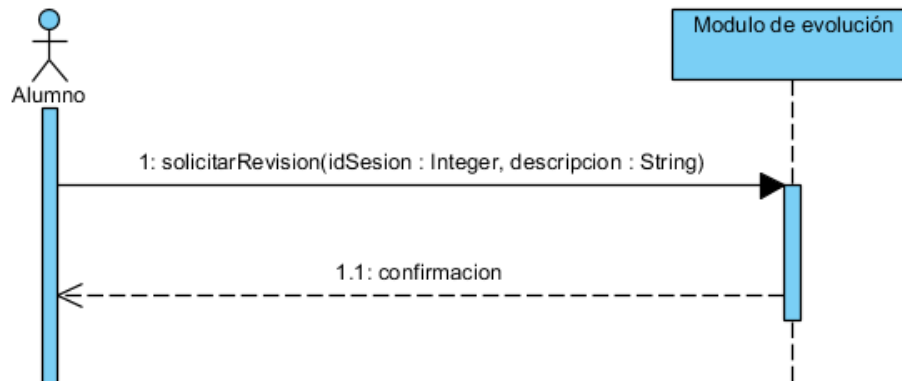 Modulo de evolución
Alumno
1: solicitarRevision(idSesion : Integer, descripcion : String)
1.1: confirmacion